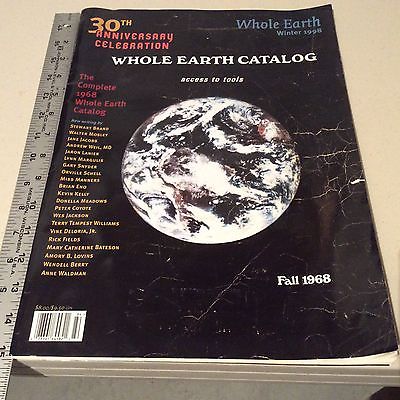 30TH
ANNIVERSARY
CELEBRATION
Whole Earth
Winter 1998
WHOLE EARTH CATALOG
access to tools
The
Complete
1968
Whole Earth
Catalog
New writing by
STEWART BRAND
WALTER MOSLEY
JANE JACOBS
ANDREW WEIL, MD
JARON LANIER
LYNN MARGULIS
GARY SNYDER
ORVILLE SCHELL
MISS MANNERS
BRIAN ENO
KEVIN KELLY
DONELLA MEADOWS
PETER COYOTE
WES JACKSON
TERRY TEMPEST WILLIAMS
VINE DELORIA, JR.
RICK FIELDS
MARY CATHERINE BATESON
AMORY B. LOVINS
WENDELL BERRY
ANNE WALDMAN
Fall 1968